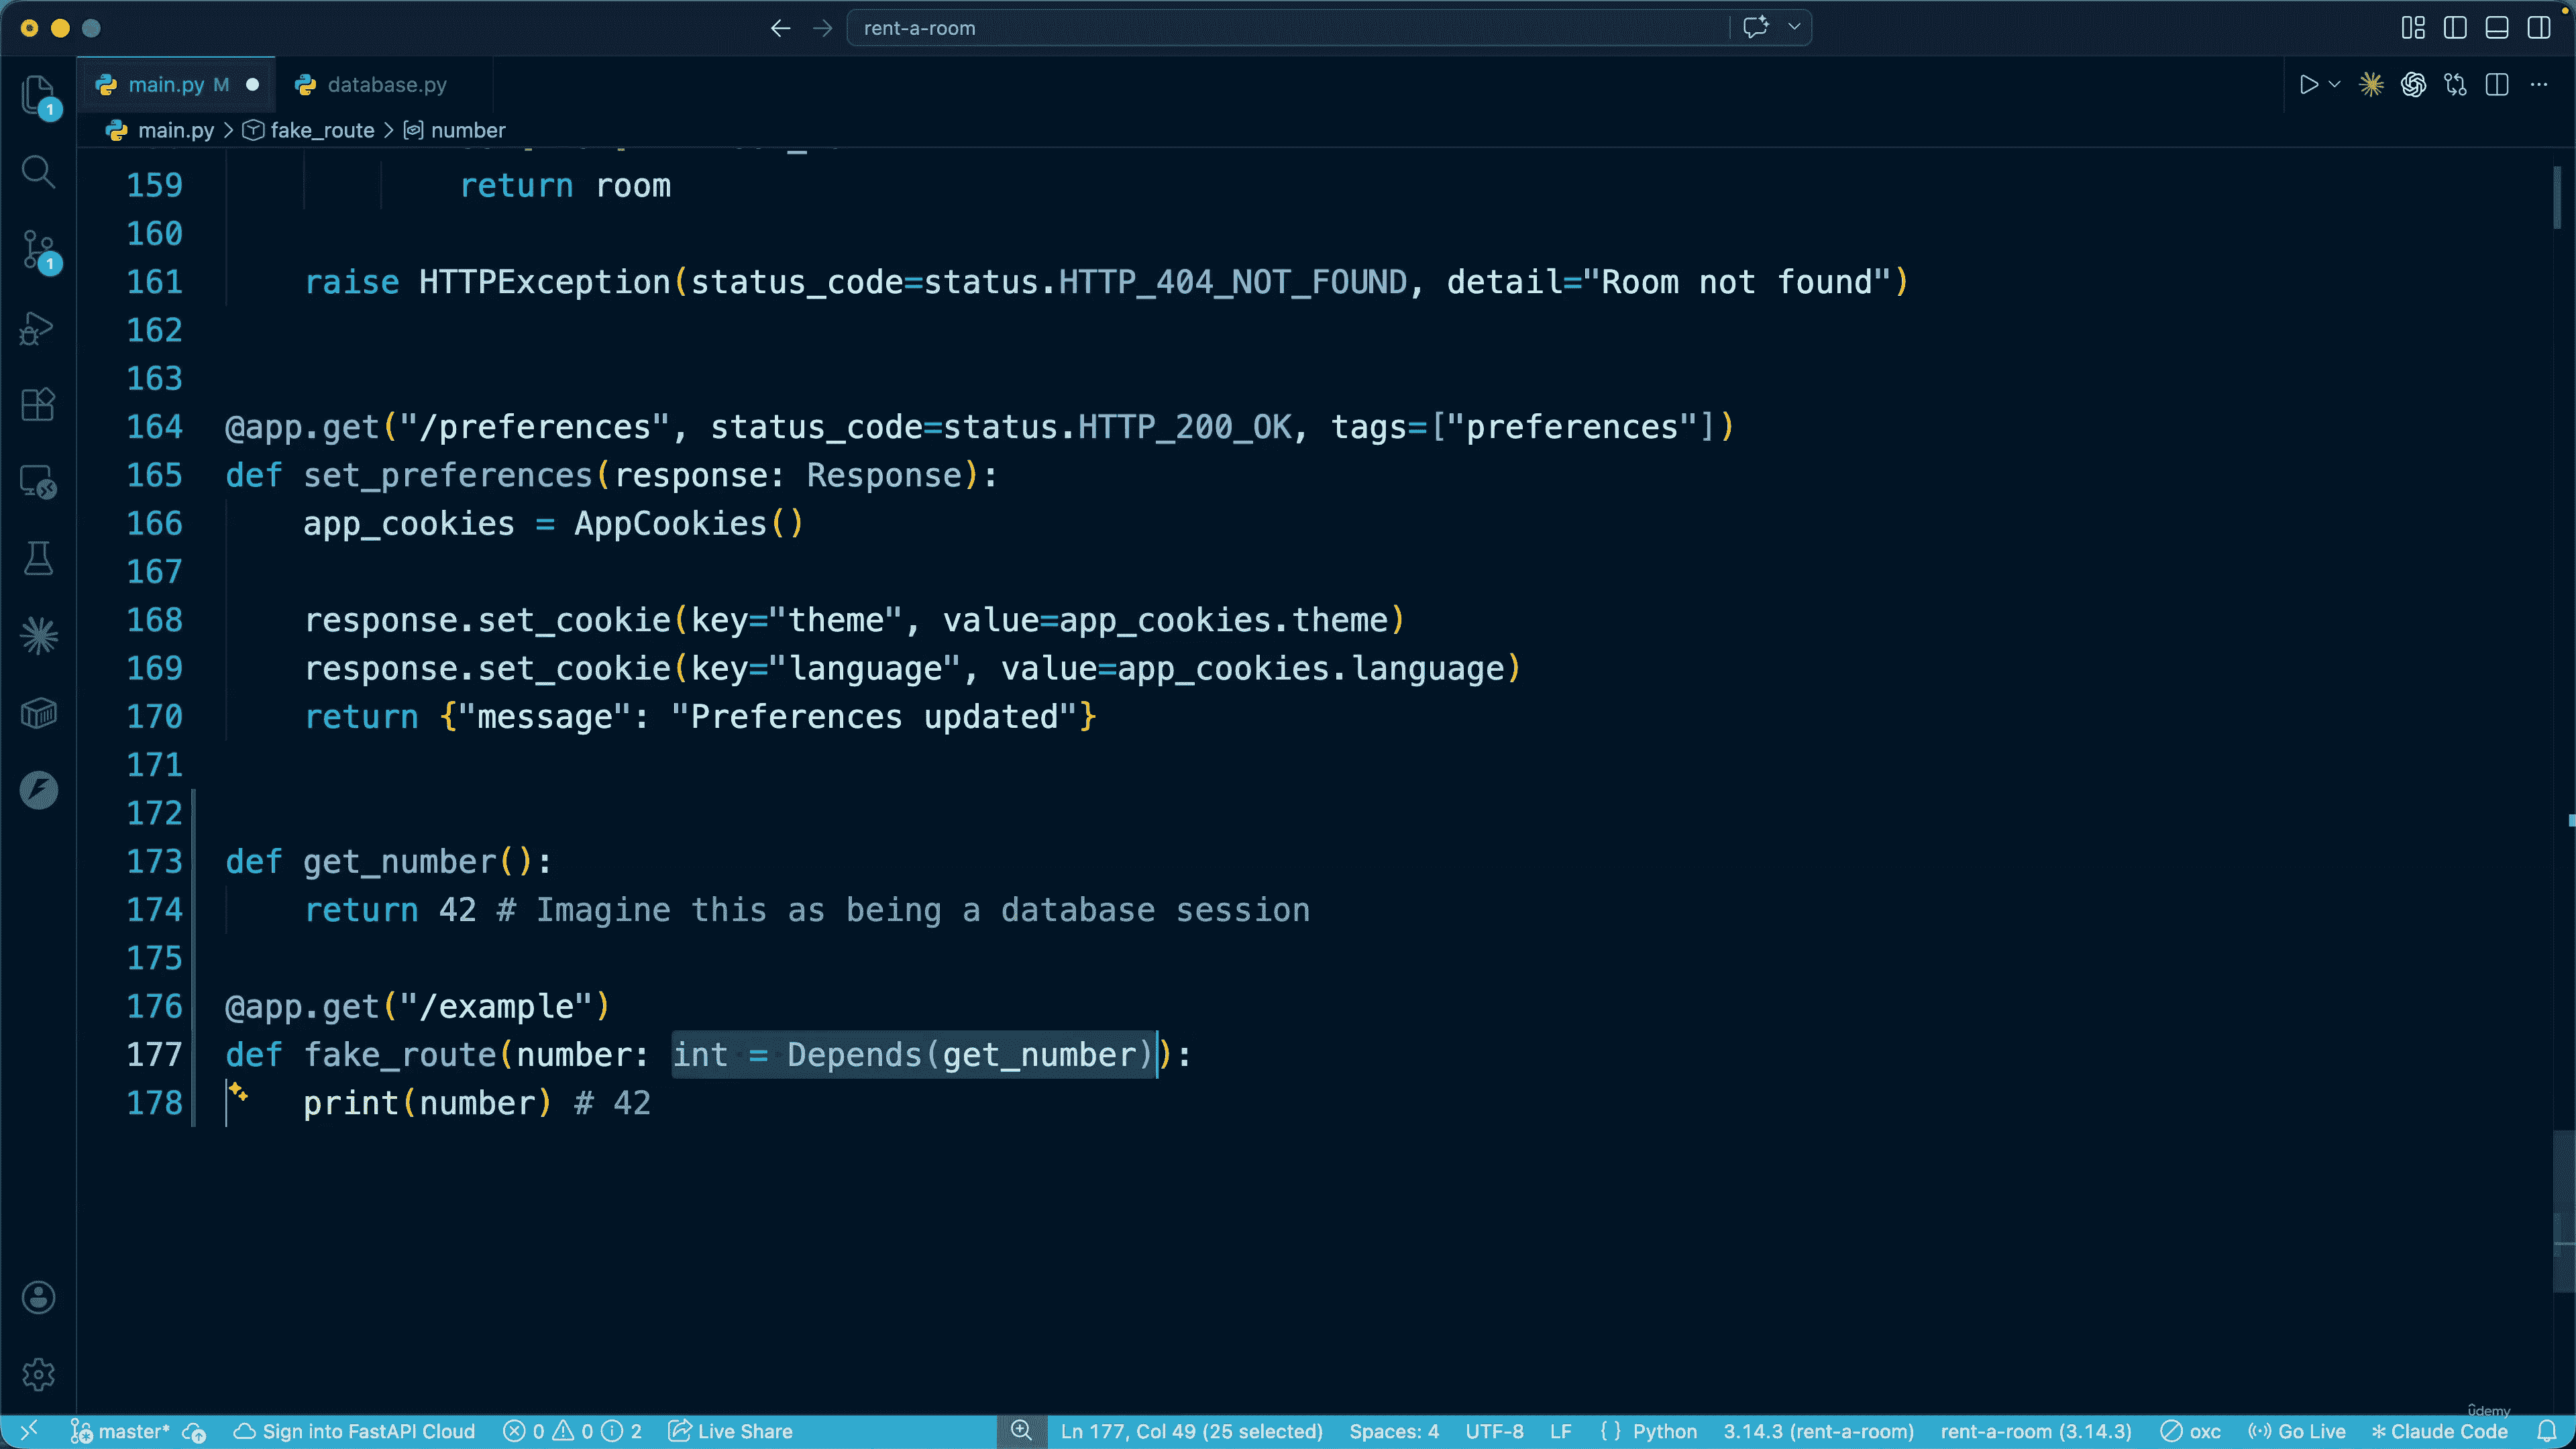 rent-a-room
main.py M
database.py
main.py > fake_route > number
159 return room
160
161 raise HTTPException(status_code=status.HTTP_404_NOT_FOUND, detail="Room not found")
162
163
164 @app.get("/preferences", status_code=status.HTTP_200_OK, tags=["preferences"])
165 def set_preferences(response: Response):
166 app_cookies = AppCookies()
167
168 response.set_cookie(key="theme", value=app_cookies.theme)
169 response.set_cookie(key="language", value=app_cookies.language)
170 return {"message": "Preferences updated"}
171
172
173 def get_number():
174 return 42 # Imagine this as being a database session
175
176 @app.get("/example")
177 def fake_route(number: int = Depends(get_number)):
178 print(number) # 42
1
1
udemy
master* Sign into FastAPI Cloud 0 0 2 Live Share Ln 177, Col 49 (25 selected) Spaces: 4 UTF-8 LF {} Python 3.14.3 (rent-a-room) rent-a-room (3.14.3) oxc Go Live Claude Code